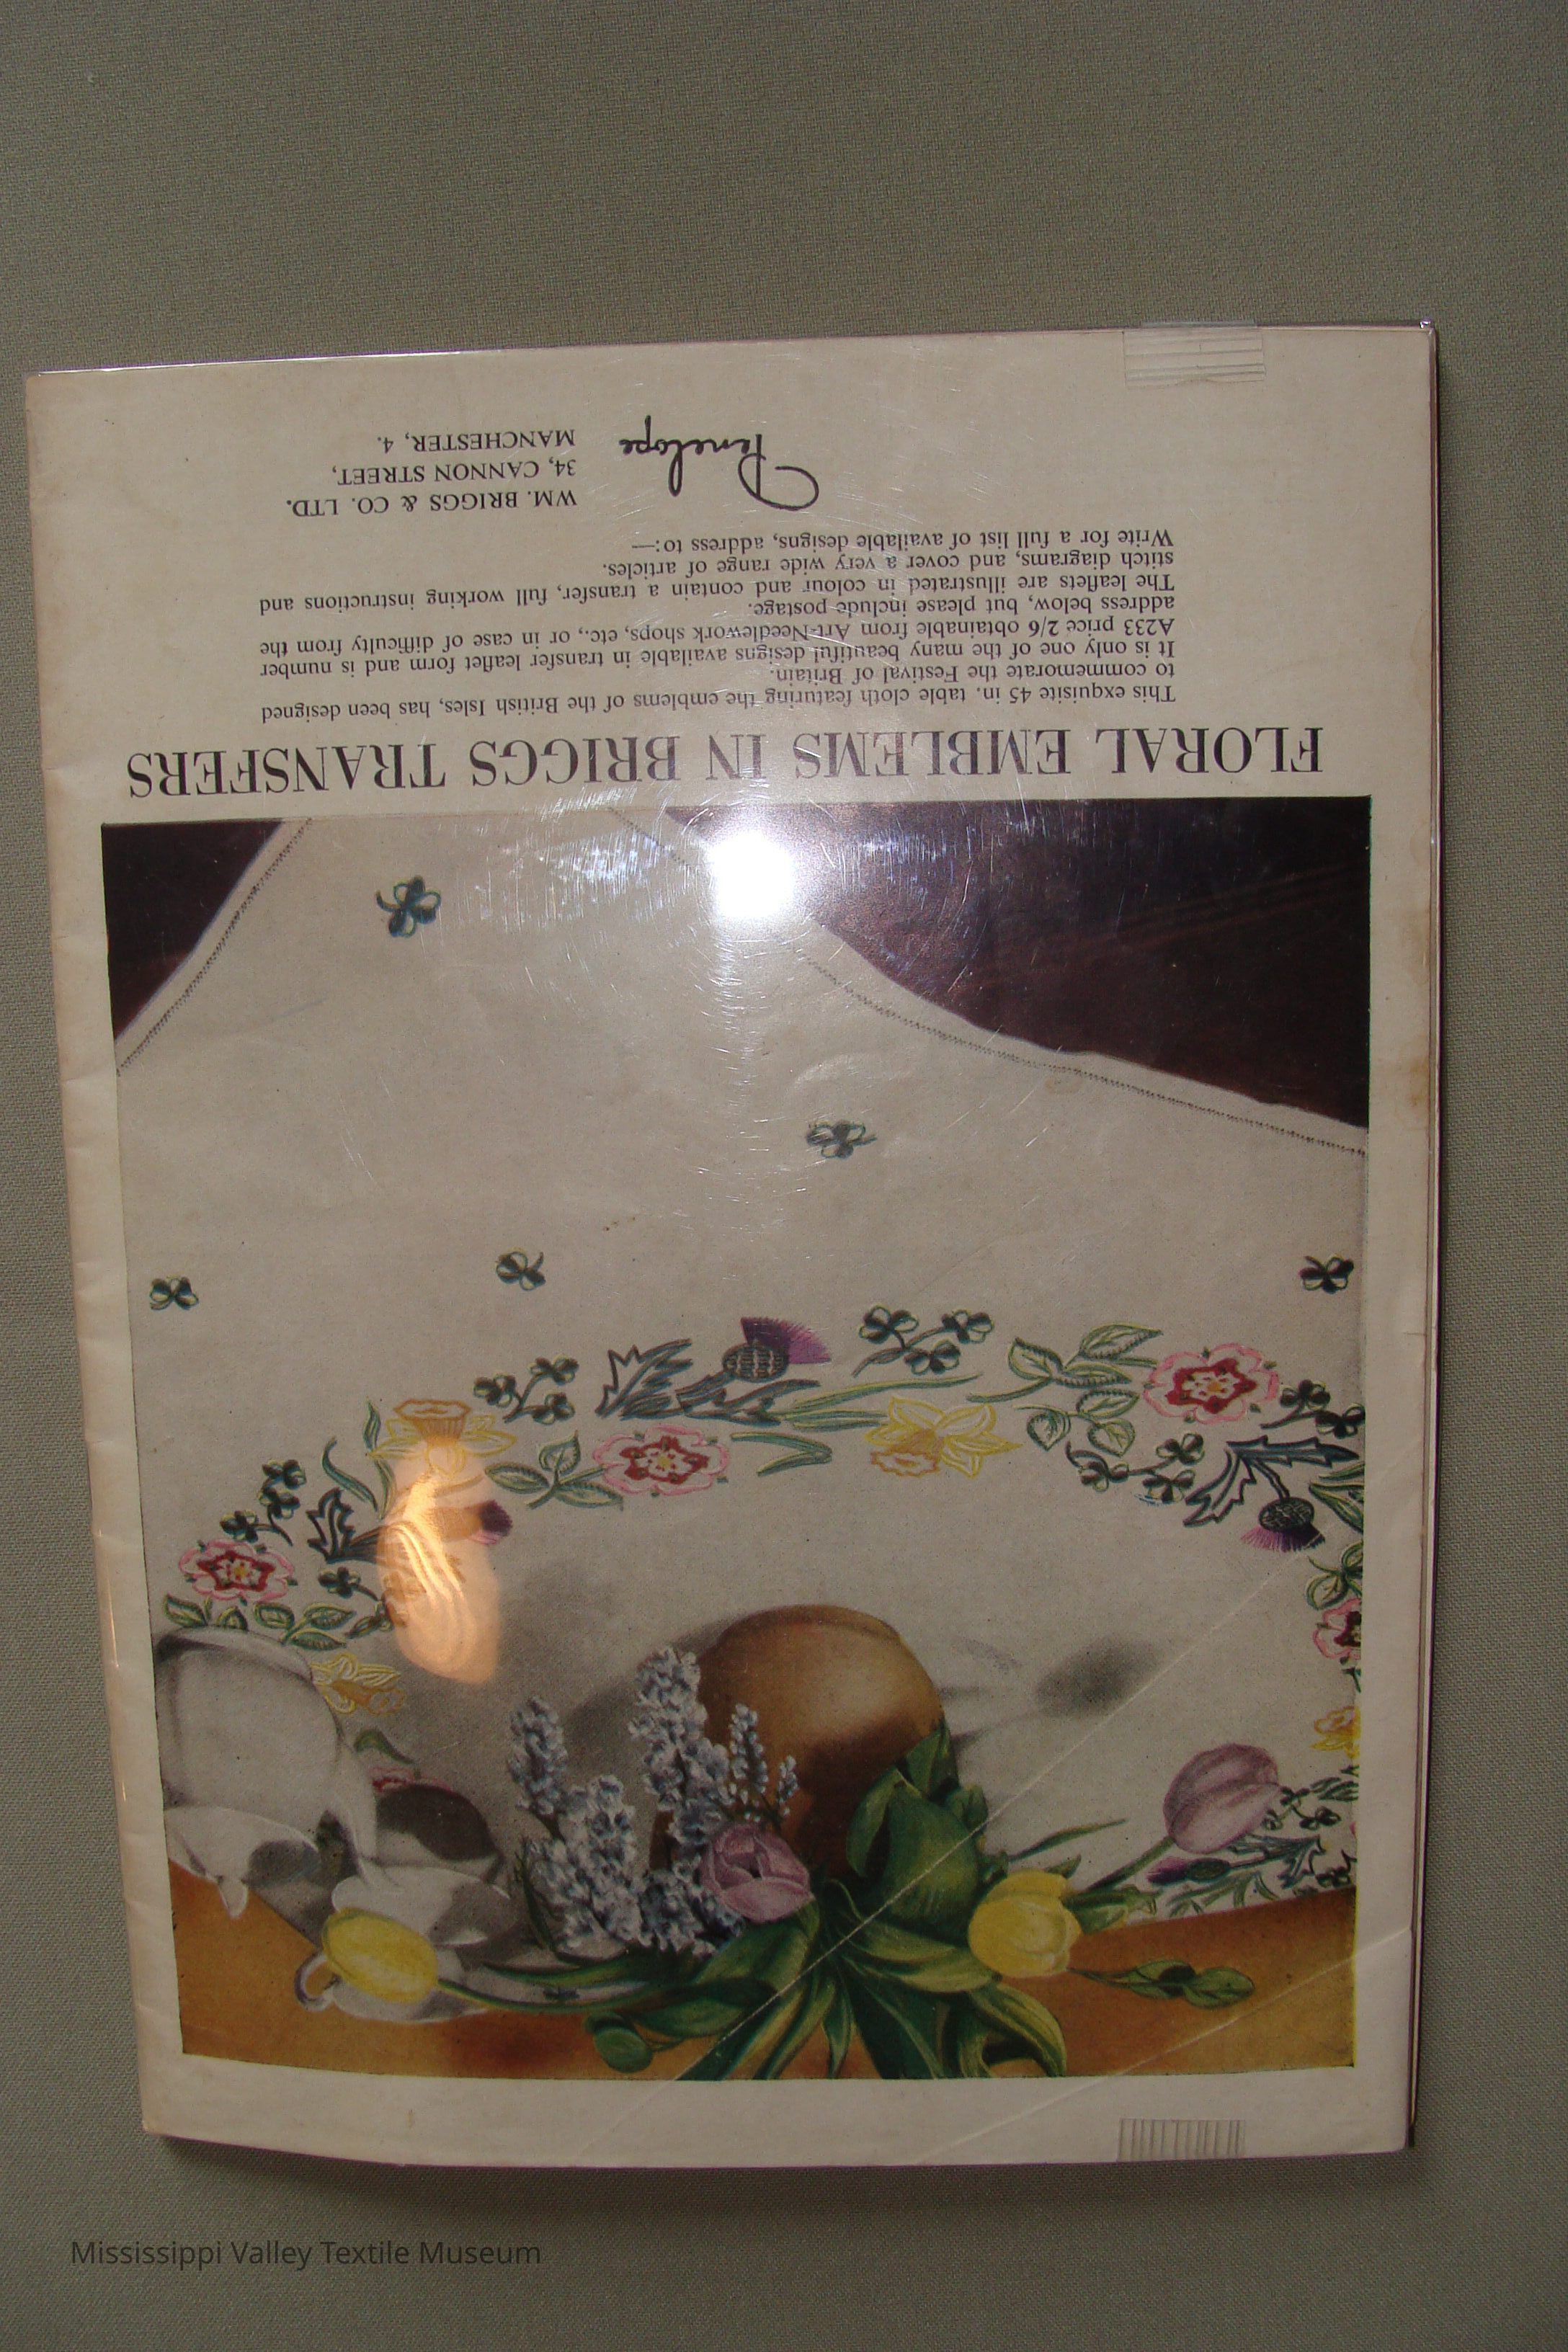 FLORAL EMBLEMS IN BRIGGS TRANSFERS
This exquisite 45 in. table cloth featuring the emblems of the British Isles, has been designed
to commemorate the Festival of Britain.
It is only one of the many beautiful designs available in transfer leaflet form and is number
A233 price 2/6 obtainable from Art-Needlework shops, etc., or in case of difficulty from the
address below, but please include postage.
The leaflets are illustrated in colour and contain a transfer, full working instructions and
stitch diagrams, and cover a very wide range of articles.
Write for a full list of available designs, address to:—
Penelope
WM. BRIGGS & CO. LTD.
34, CANNON STREET,
MANCHESTER, 4.
Mississippi Valley Textile Museum